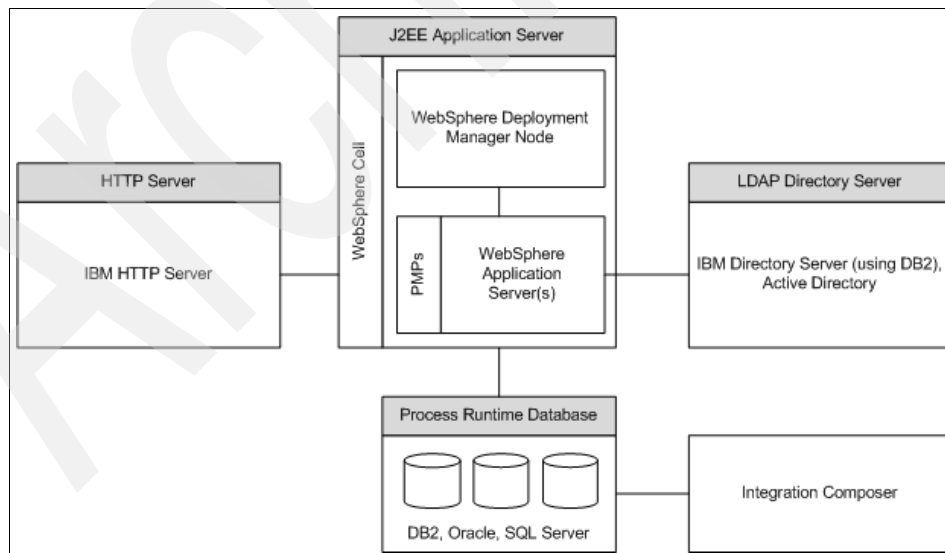 J2EE Application Server
WebSphere Cell
WebSphere Deployment
Manager Node
PMPs
WebSphere
Application
Server(s)
HTTP Server
IBM HTTP Server
LDAP Directory Server
IBM Directory Server (using DB2),
Active Directory
Process Runtime Database
DB2, Oracle, SQL Server
Integration Composer
Arch